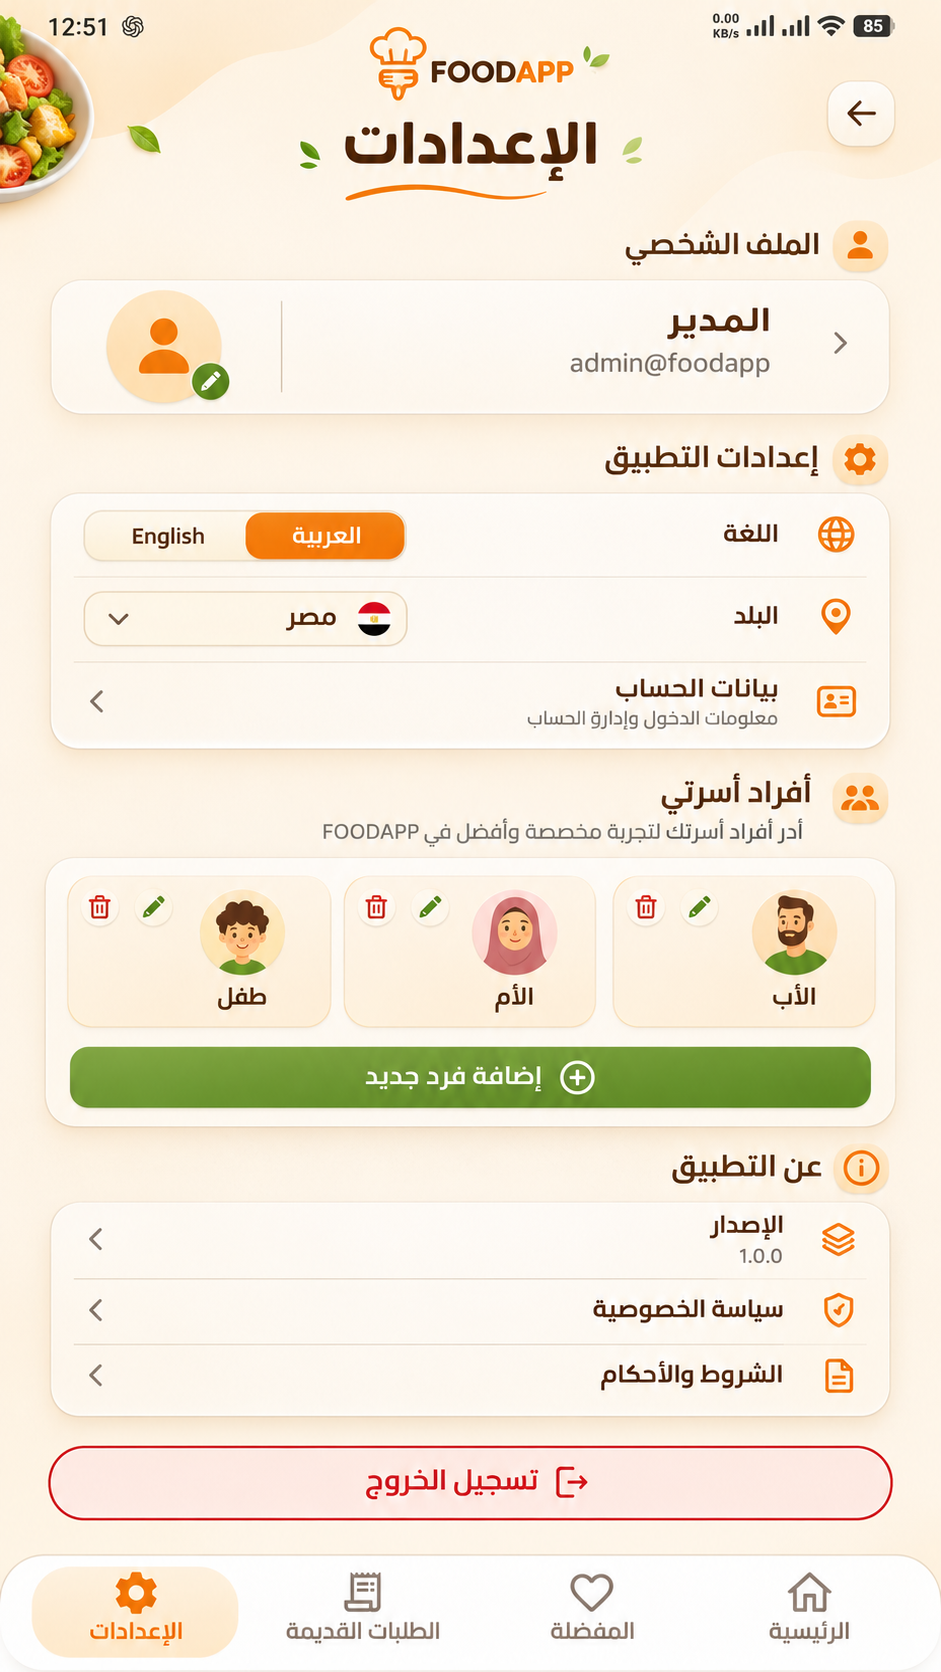 12:51
0.00
KB/s
85
FOODAPP
الإعدادات
الملف الشخصي
المدير
admin@foodapp
إعدادات التطبيق
اللغة
العربية
English
البلد
مصر
بيانات الحساب
معلومات الدخول وإدارة الحساب
أفراد أسرتي
أدر أفراد أسرتك لتجربة مخصصة وأفضل في FOODAPP
الأب
الأم
طفل
إضافة فرد جديد
عن التطبيق
الإصدار
1.0.0
سياسة الخصوصية
الشروط والأحكام
تسجيل الخروج
الرئيسية
المفضلة
الطلبات القديمة
الإعدادات